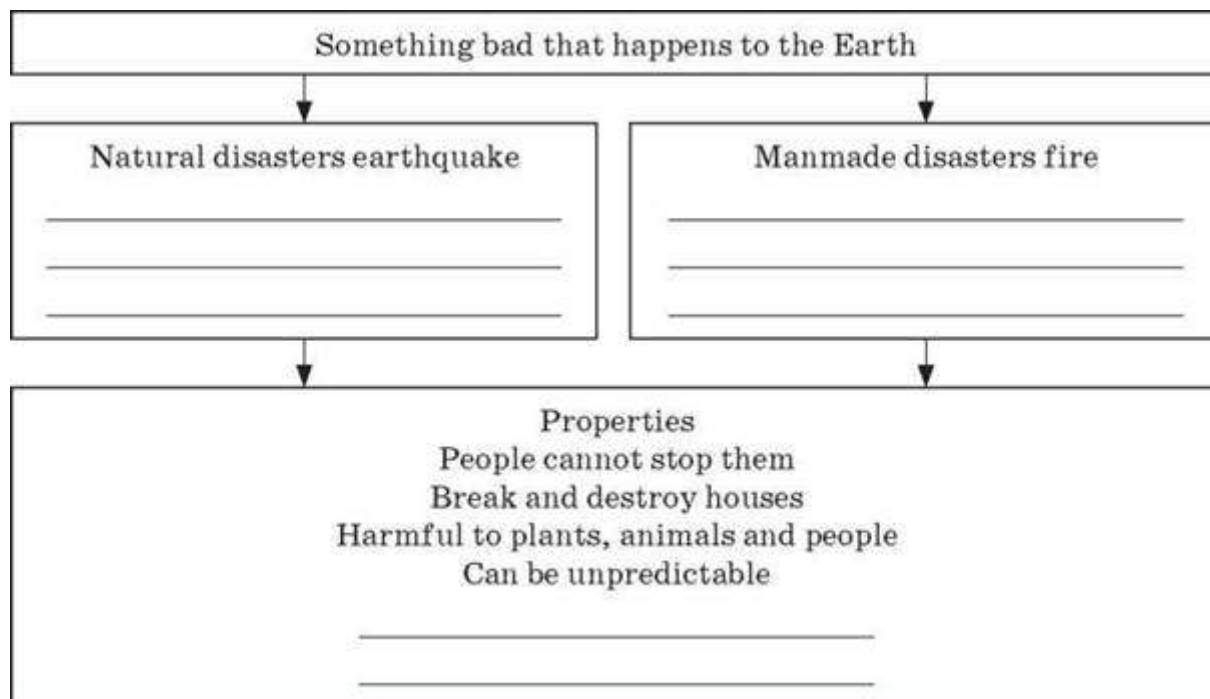 Something bad that happens to the Earth
Natural disasters earthquake
Manmade disasters fire
Properties
People cannot stop them
Break and destroy houses
Harmful to plants, animals and people
Can be unpredictable